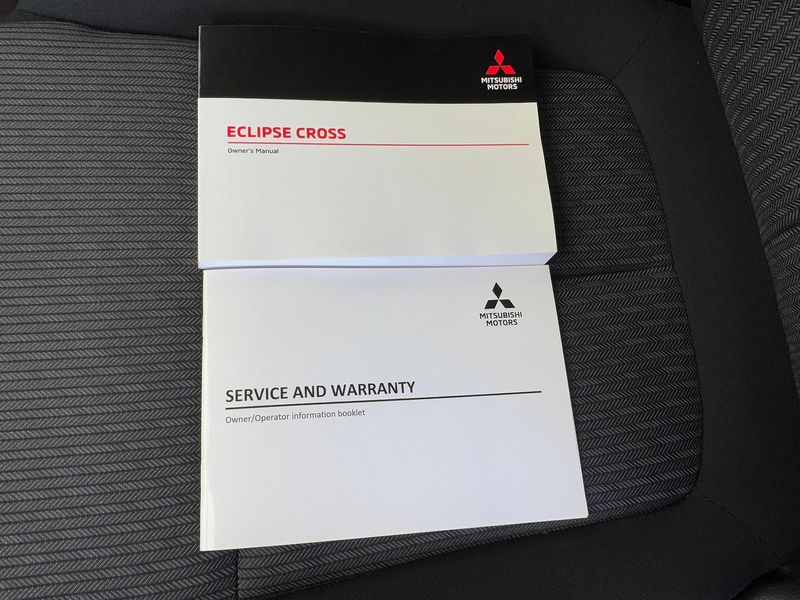 MITSUBISHI
MOTORS
ECLIPSE CROSS
Owner's Manual
MITSUBISHI
MOTORS
SERVICE AND WARRANTY
Owner/Operator information booklet